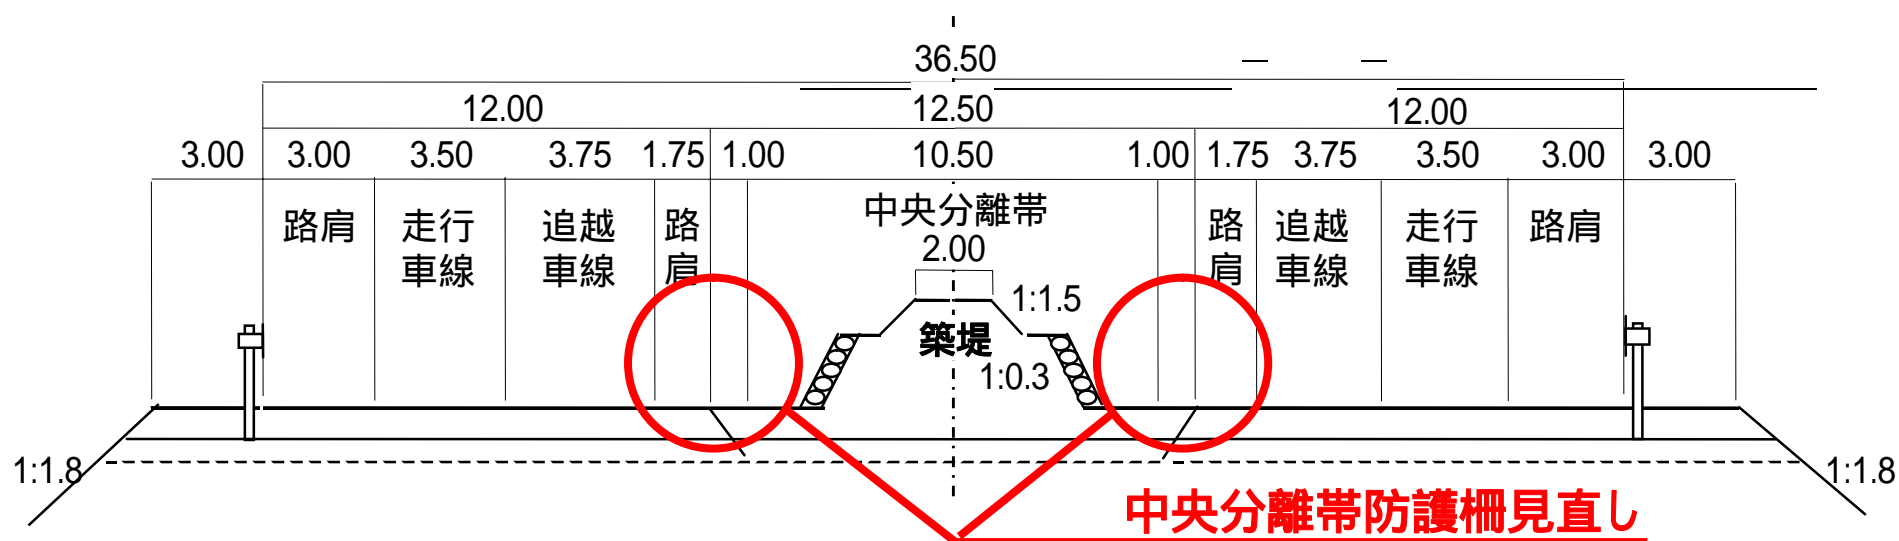 36.50
12.00 12.50 12.00
3.00 3.00 3.50 3.75 1.75 1.00 10.50 1.00 1.75 3.75 3.50 3.00 3.00
路肩 走行車線 追越車線 路肩 中央分離帯 路肩 追越車線 走行車線 路肩
2.00
1:1.5
築堤
1:0.3
1:1.8 1:1.8
中央分離帯防護柵見直し